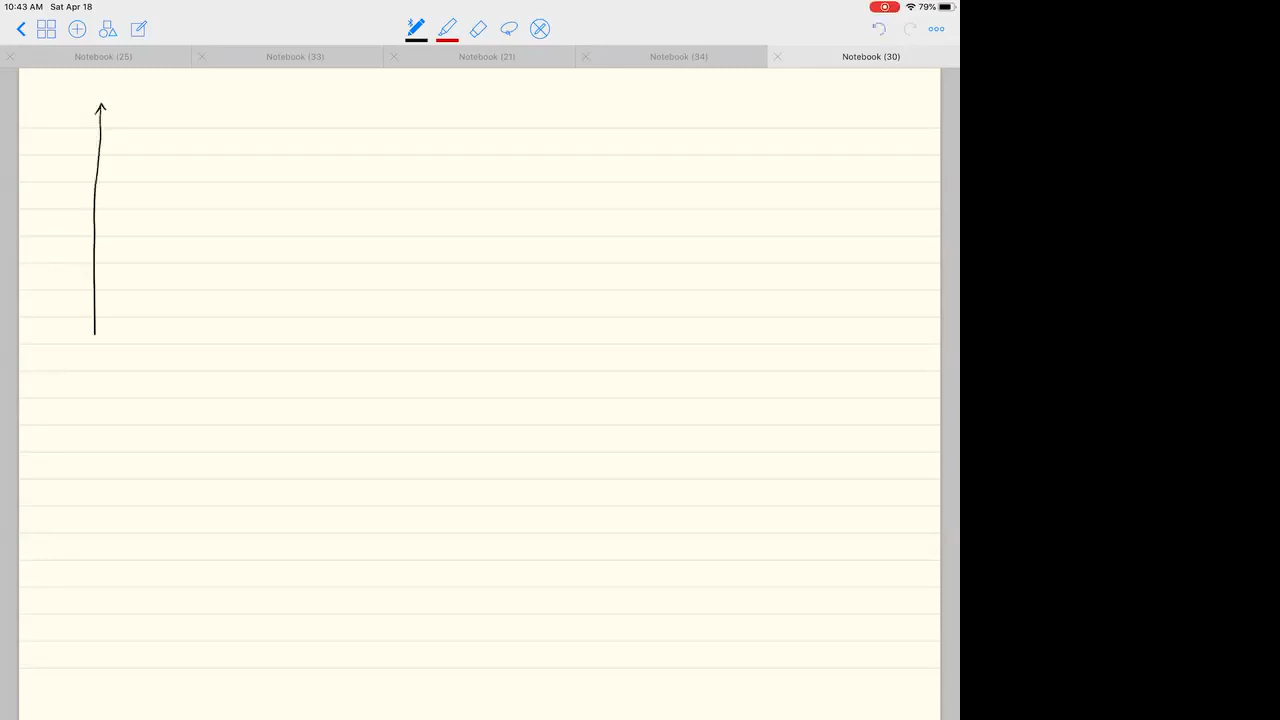 10:43 AM Sat Apr 18
79%
Notebook (25)
Notebook (33)
Notebook (21)
Notebook (34)
Notebook (30)